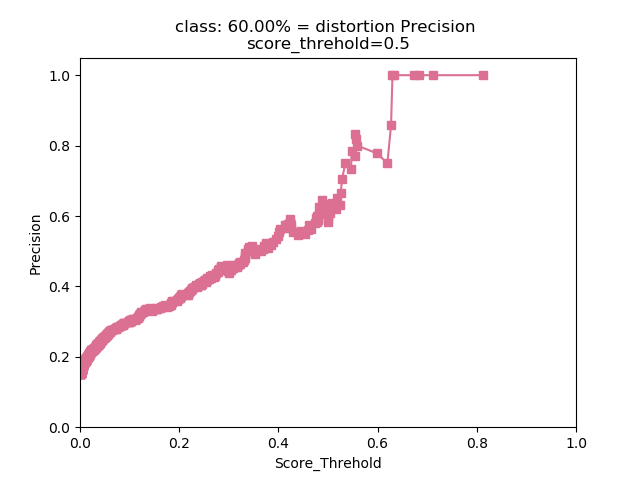 class: 60.00% = distortion Precision
score_threhold=0.5
1.0
0.8
0.6
0.4
0.2
0.0
Precision
0.0 0.2 0.4 0.6 0.8 1.0
Score_Threhold